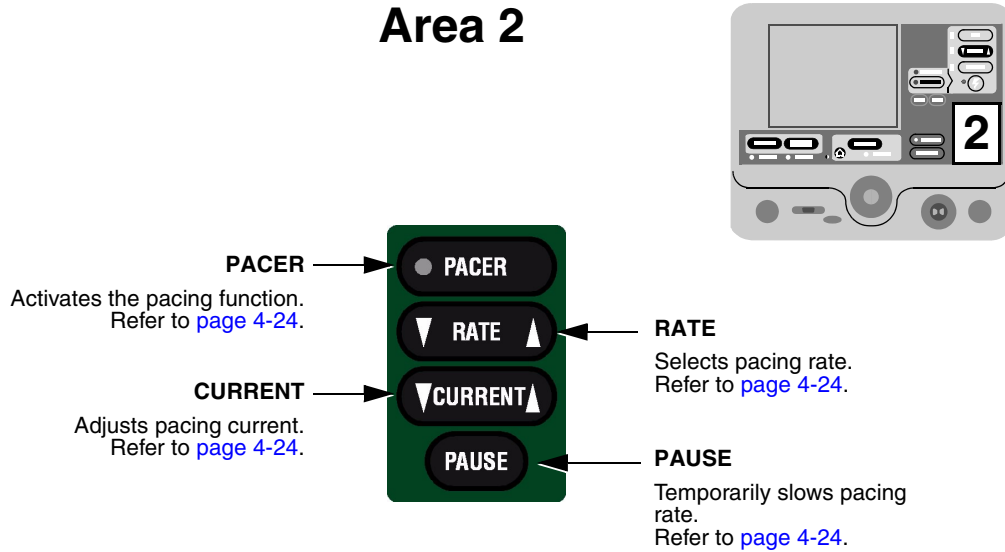 Area 2
2
PACER
Activates the pacing function.
Refer to page 4-24.
CURRENT
Adjusts pacing current.
Refer to page 4-24.
PACER
RATE
CURRENT
PAUSE
RATE
Selects pacing rate.
Refer to page 4-24.
PAUSE
Temporarily slows pacing
rate.
Refer to page 4-24.